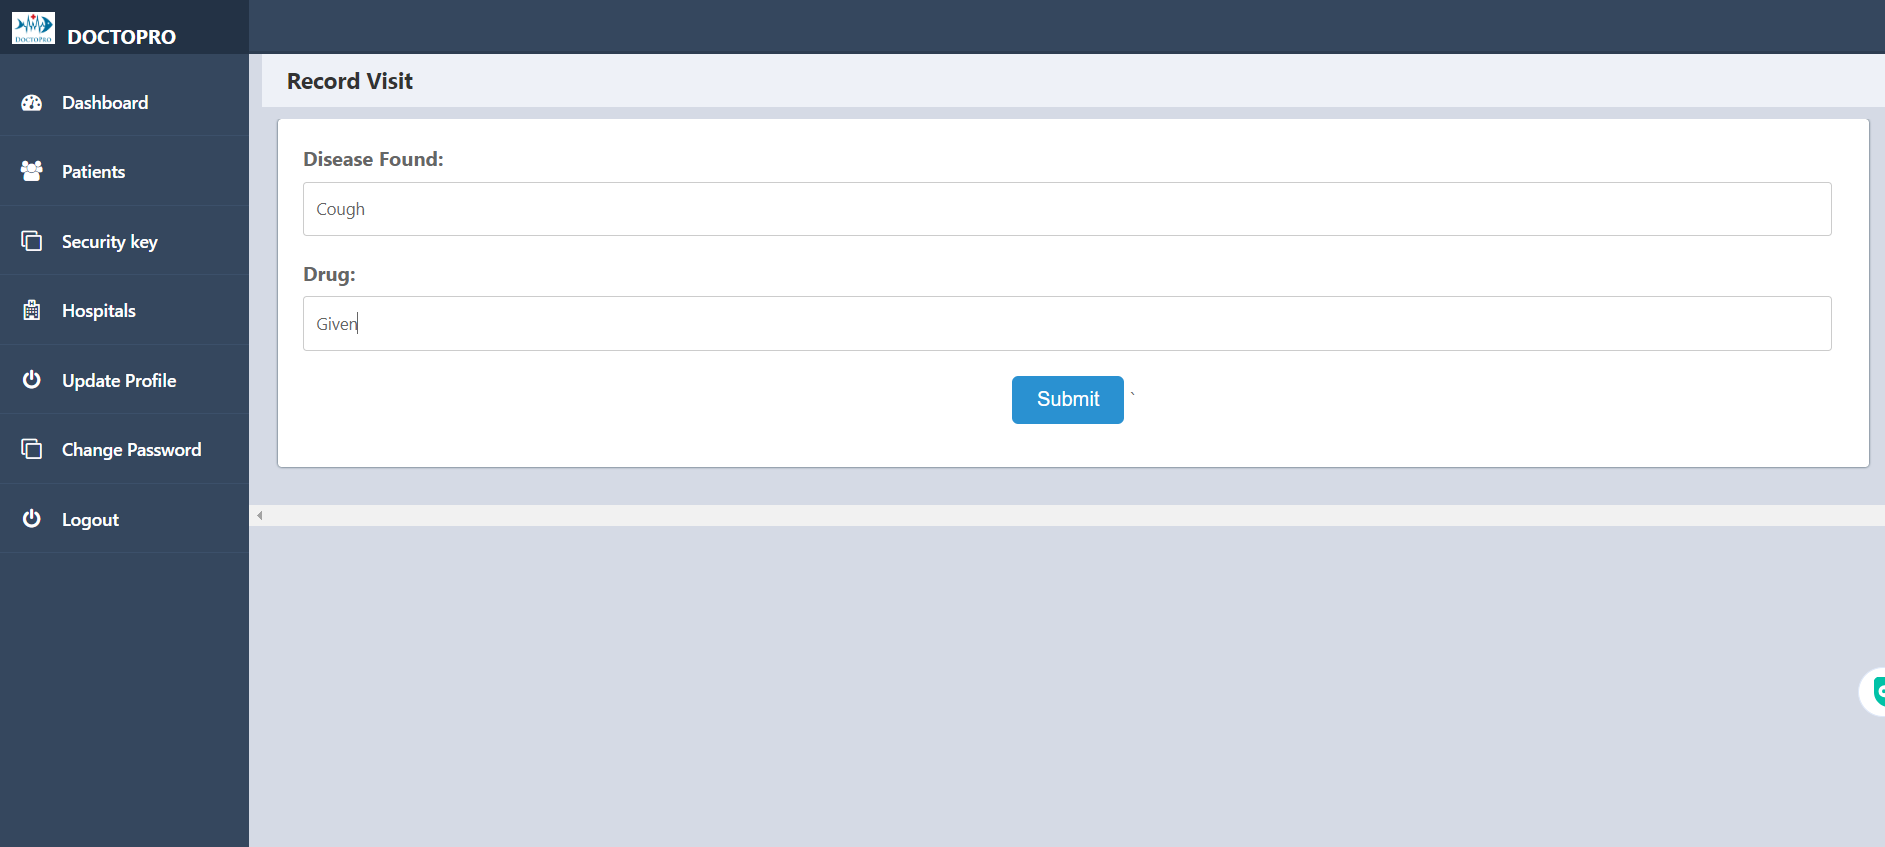 DOCTOPRO
DOCTOPRO
Dashboard
Patients
Security key
Hospitals
Update Profile
Change Password
Logout
Record Visit
Disease Found:
Cough
Drug:
Given
Submit `